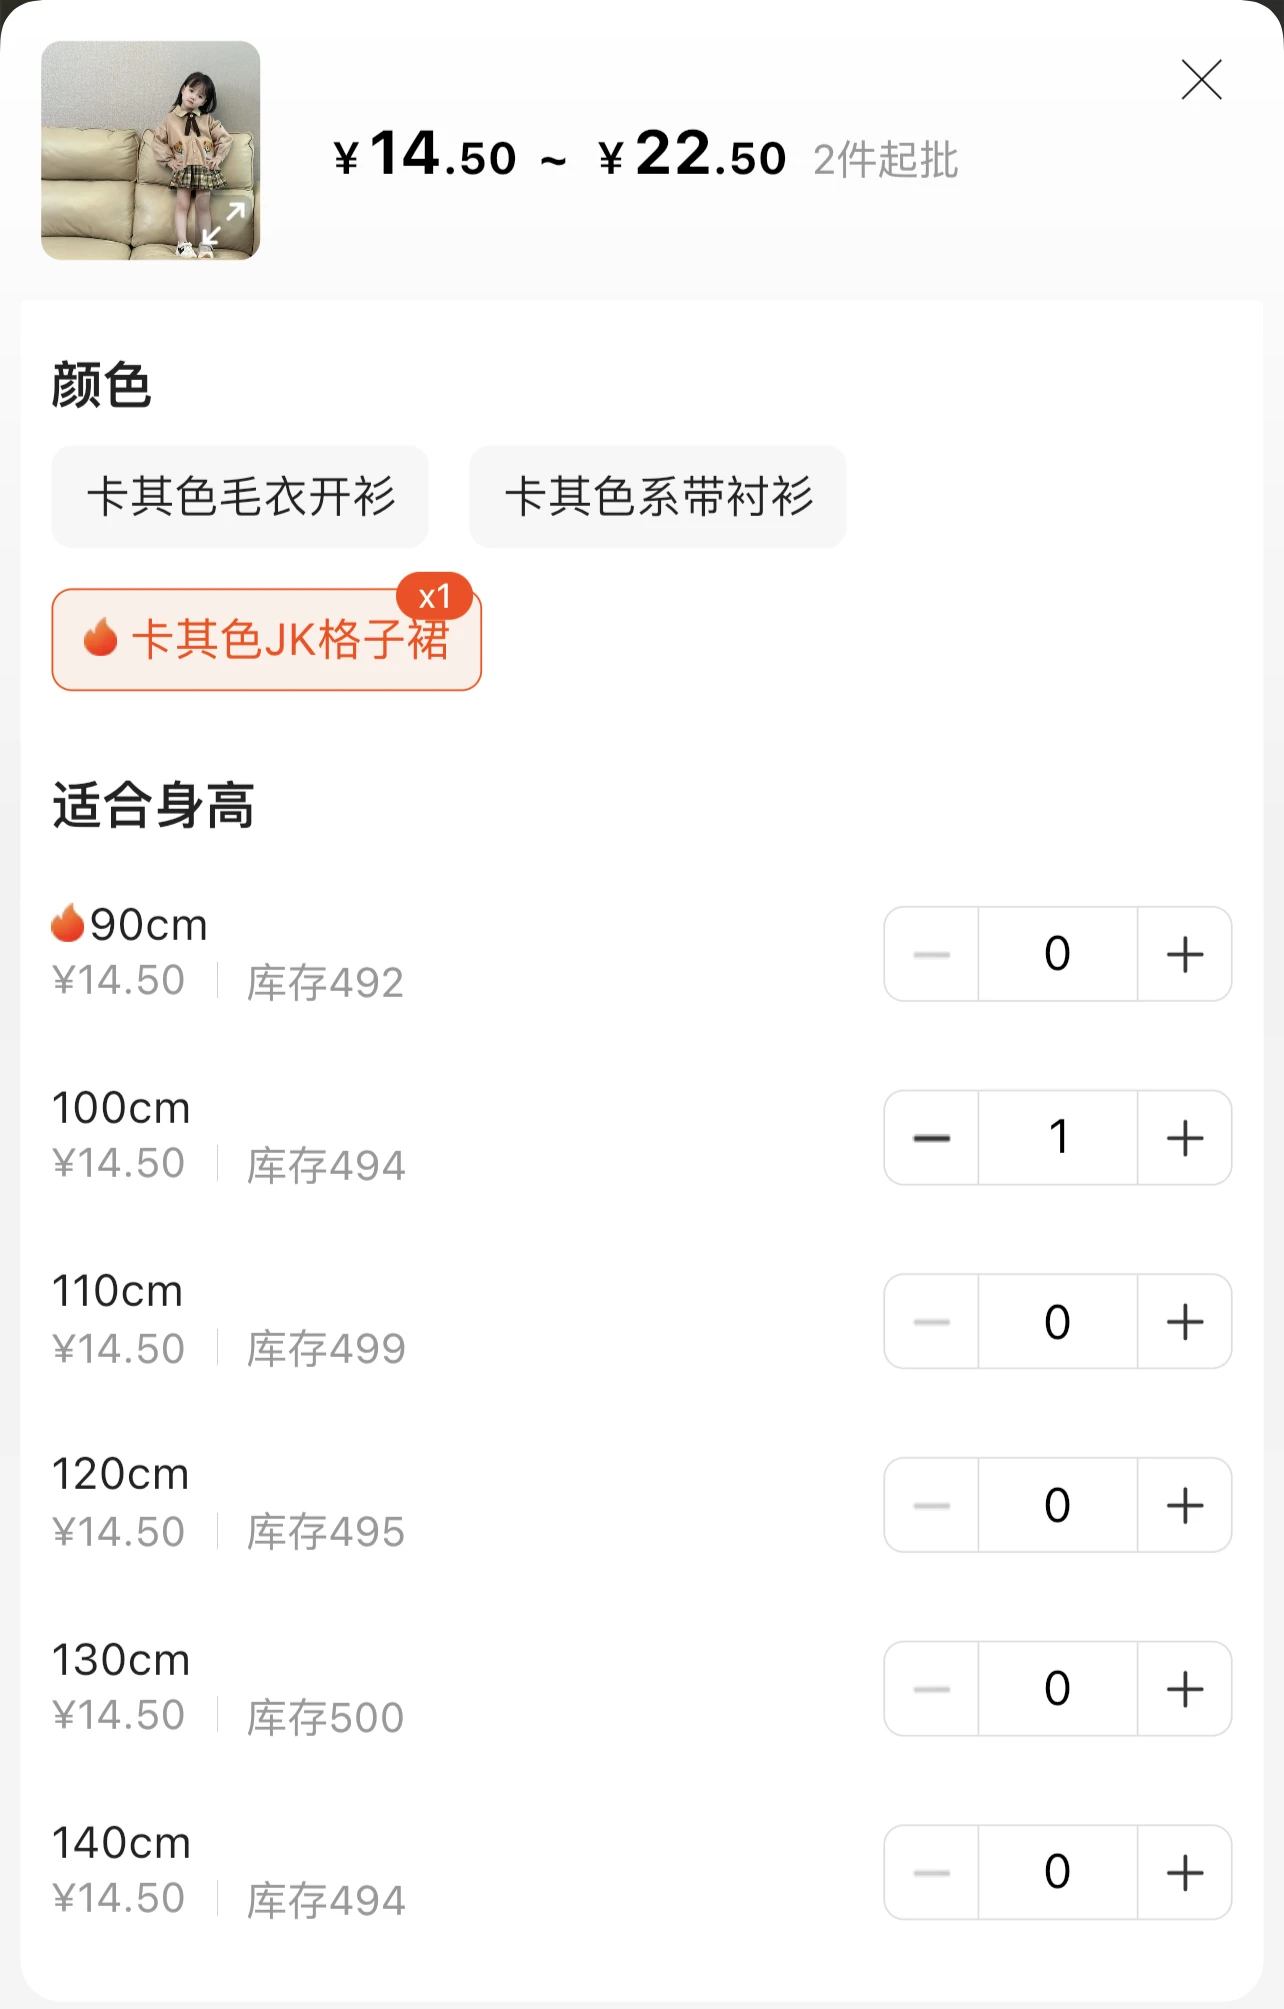 ¥14.50 ~ ¥22.50 2件起批
颜色
卡其色毛衣开衫 卡其色系带衬衫
x1
卡其色JK格子裙
适合身高
90cm
¥14.50 库存492 0
100cm
¥14.50 库存494 1
110cm
¥14.50 库存499 0
120cm
¥14.50 库存495 0
130cm
¥14.50 库存500 0
140cm
¥14.50 库存494 0